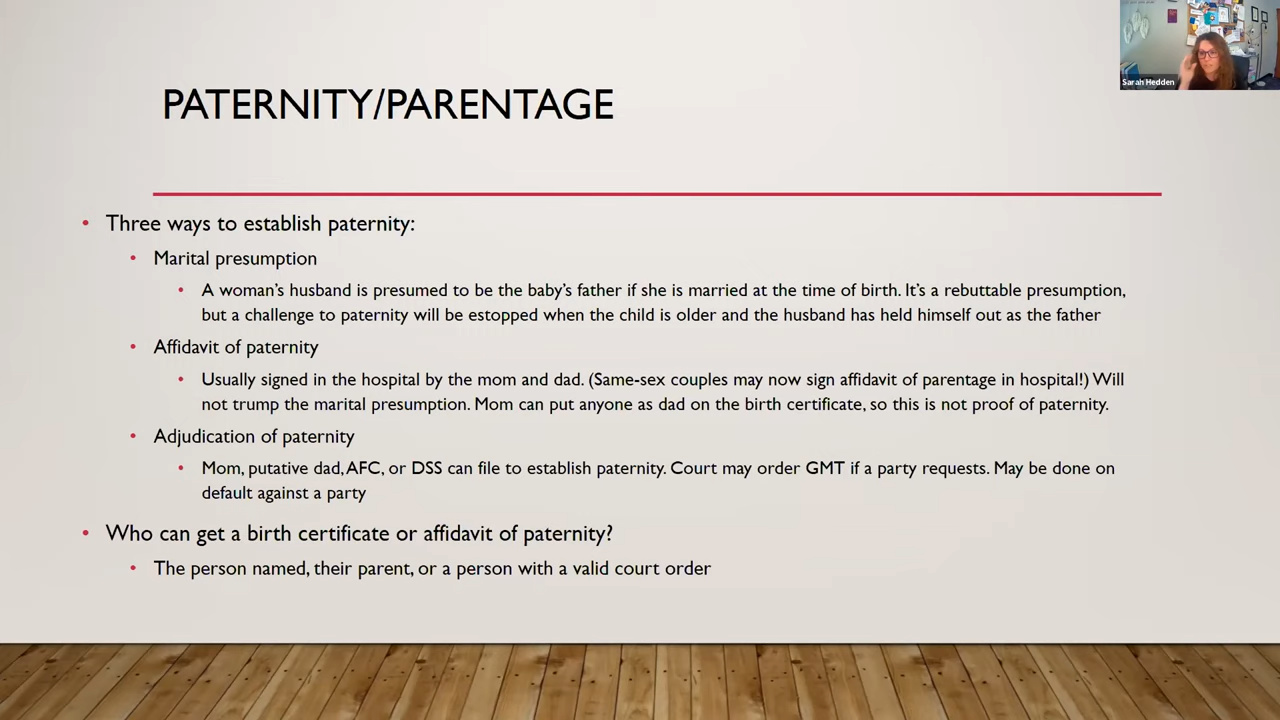 Sarah Hedden
PATERNITY/PARENTAGE
• Three ways to establish paternity:
• Marital presumption
• A woman's husband is presumed to be the baby's father if she is married at the time of birth. It's a rebuttable presumption,
but a challenge to paternity will be estopped when the child is older and the husband has held himself out as the father
• Affidavit of paternity
• Usually signed in the hospital by the mom and dad. (Same-sex couples may now sign affidavit of parentage in hospital!) Will
not trump the marital presumption. Mom can put anyone as dad on the birth certificate, so this is not proof of paternity.
• Adjudication of paternity
• Mom, putative dad, AFC, or DSS can file to establish paternity. Court may order GMT if a party requests. May be done on
default against a party
• Who can get a birth certificate or affidavit of paternity?
• The person named, their parent, or a person with a valid court order